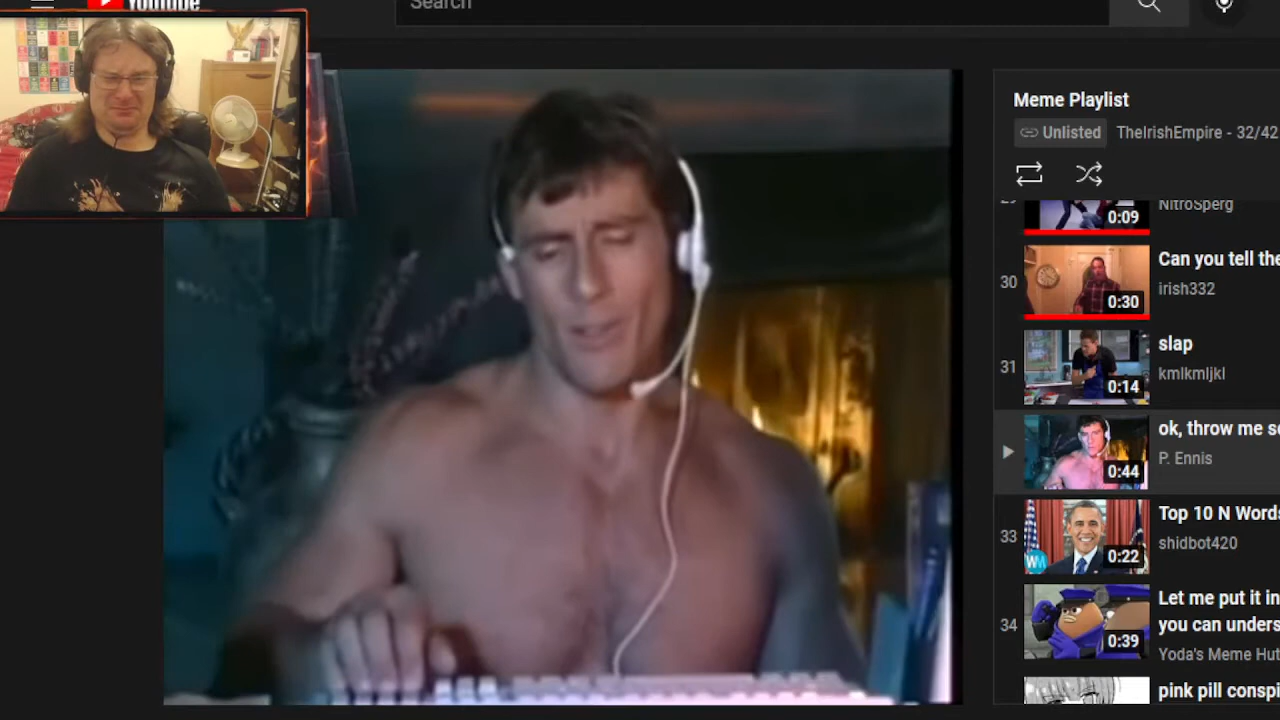 YouTube
Search
Meme Playlist
Unlisted
TheIrishEmpire - 32/42
0:09
NitroSperg
30
0:30
Can you tell the
irish332
31
0:14
slap
kmlkmljkl
0:44
ok, throw me s
P. Ennis
33
0:22
Top 10 N Words
shidbot420
34
0:39
Let me put it in
you can unders
Yoda's Meme Hut
pink pill conspi